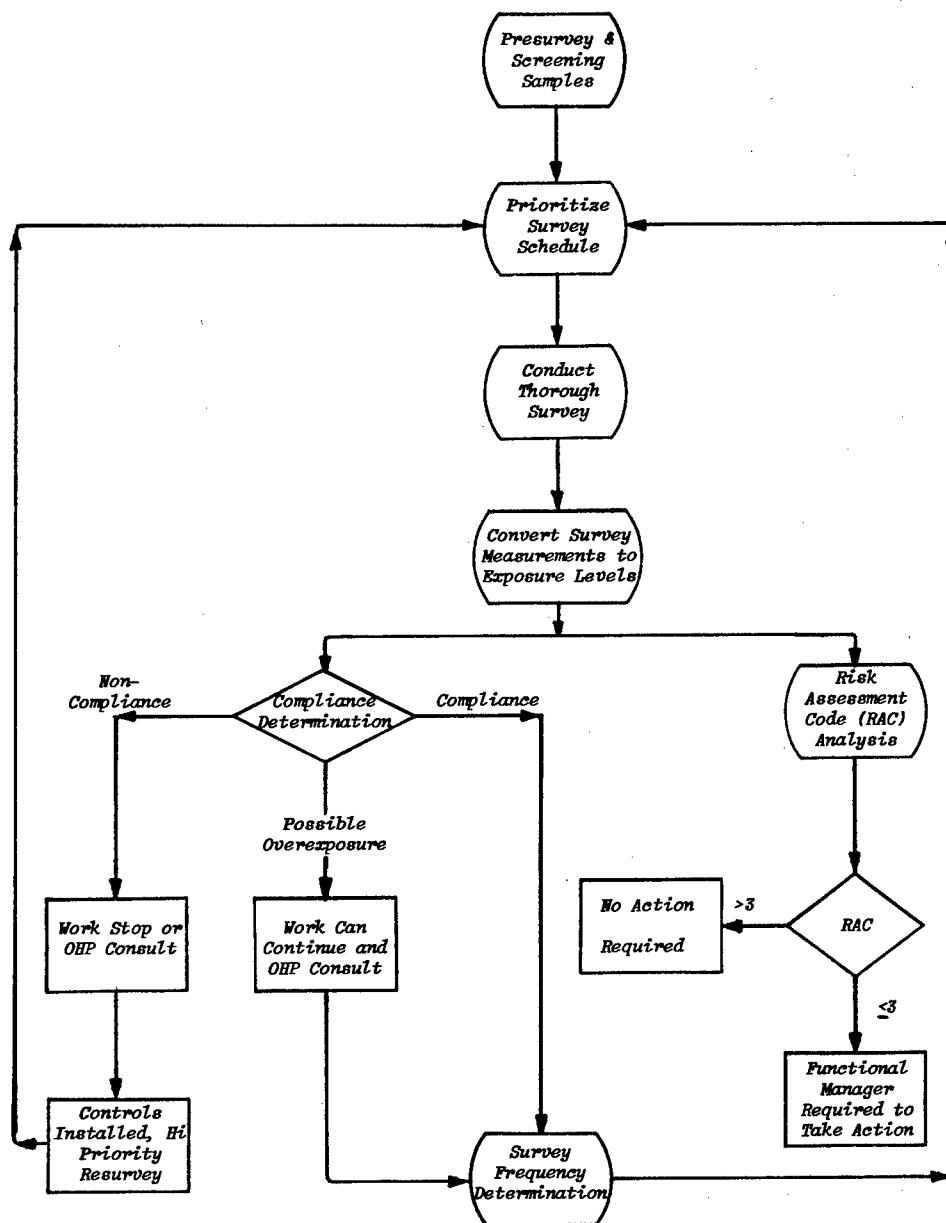 Presurvey &
Screening
Samples
Prioritize
Survey
Schedule
Conduct
Thorough
Survey
Convert Survey
Measurements to
Exposure Levels
Non-
Compliance
Compliance
Determination
Compliance
Risk
Assessment
Code (RAC)
Analysis
Possible
Overexposure
Work Stop or
OHP Consult
Work Can
Continue and
OHP Consult
No Action
Required
>3
RAC
≤3
Controls
Installed, Hi
Priority
Resurvey
Survey
Frequency
Determination
Functional
Manager
Required to
Take Action